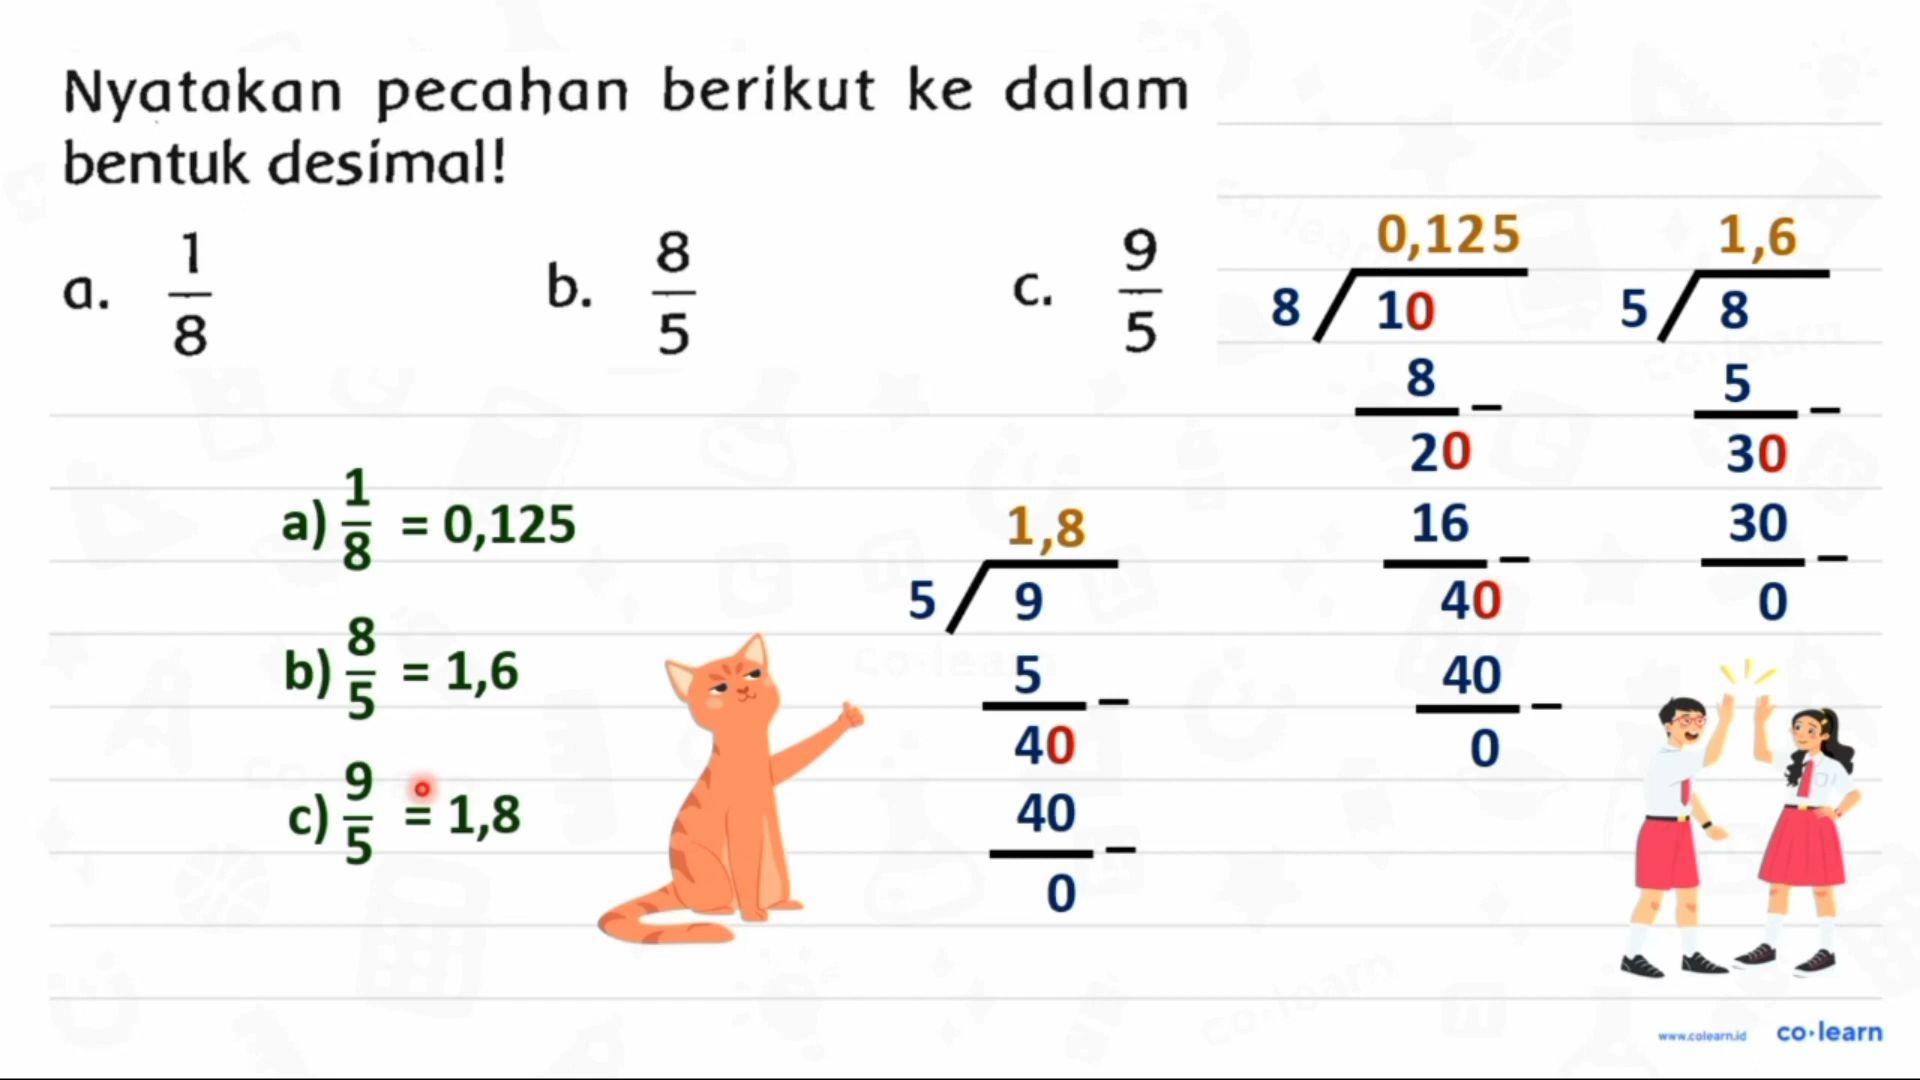 Nyatakan pecahan berikut ke dalam
bentuk desimal!
a. 1/8 b. 8/5 c. 9/5
0,125
8 10
8 −
20
16 −
40
40 −
0
1,6
5 8
5 −
30
30 −
0
a) 1/8 = 0,125
b) 8/5 = 1,6
c) 9/5 = 1,8
1,8
5 9
5 −
40
40 −
0
www.colearn.id co·learn